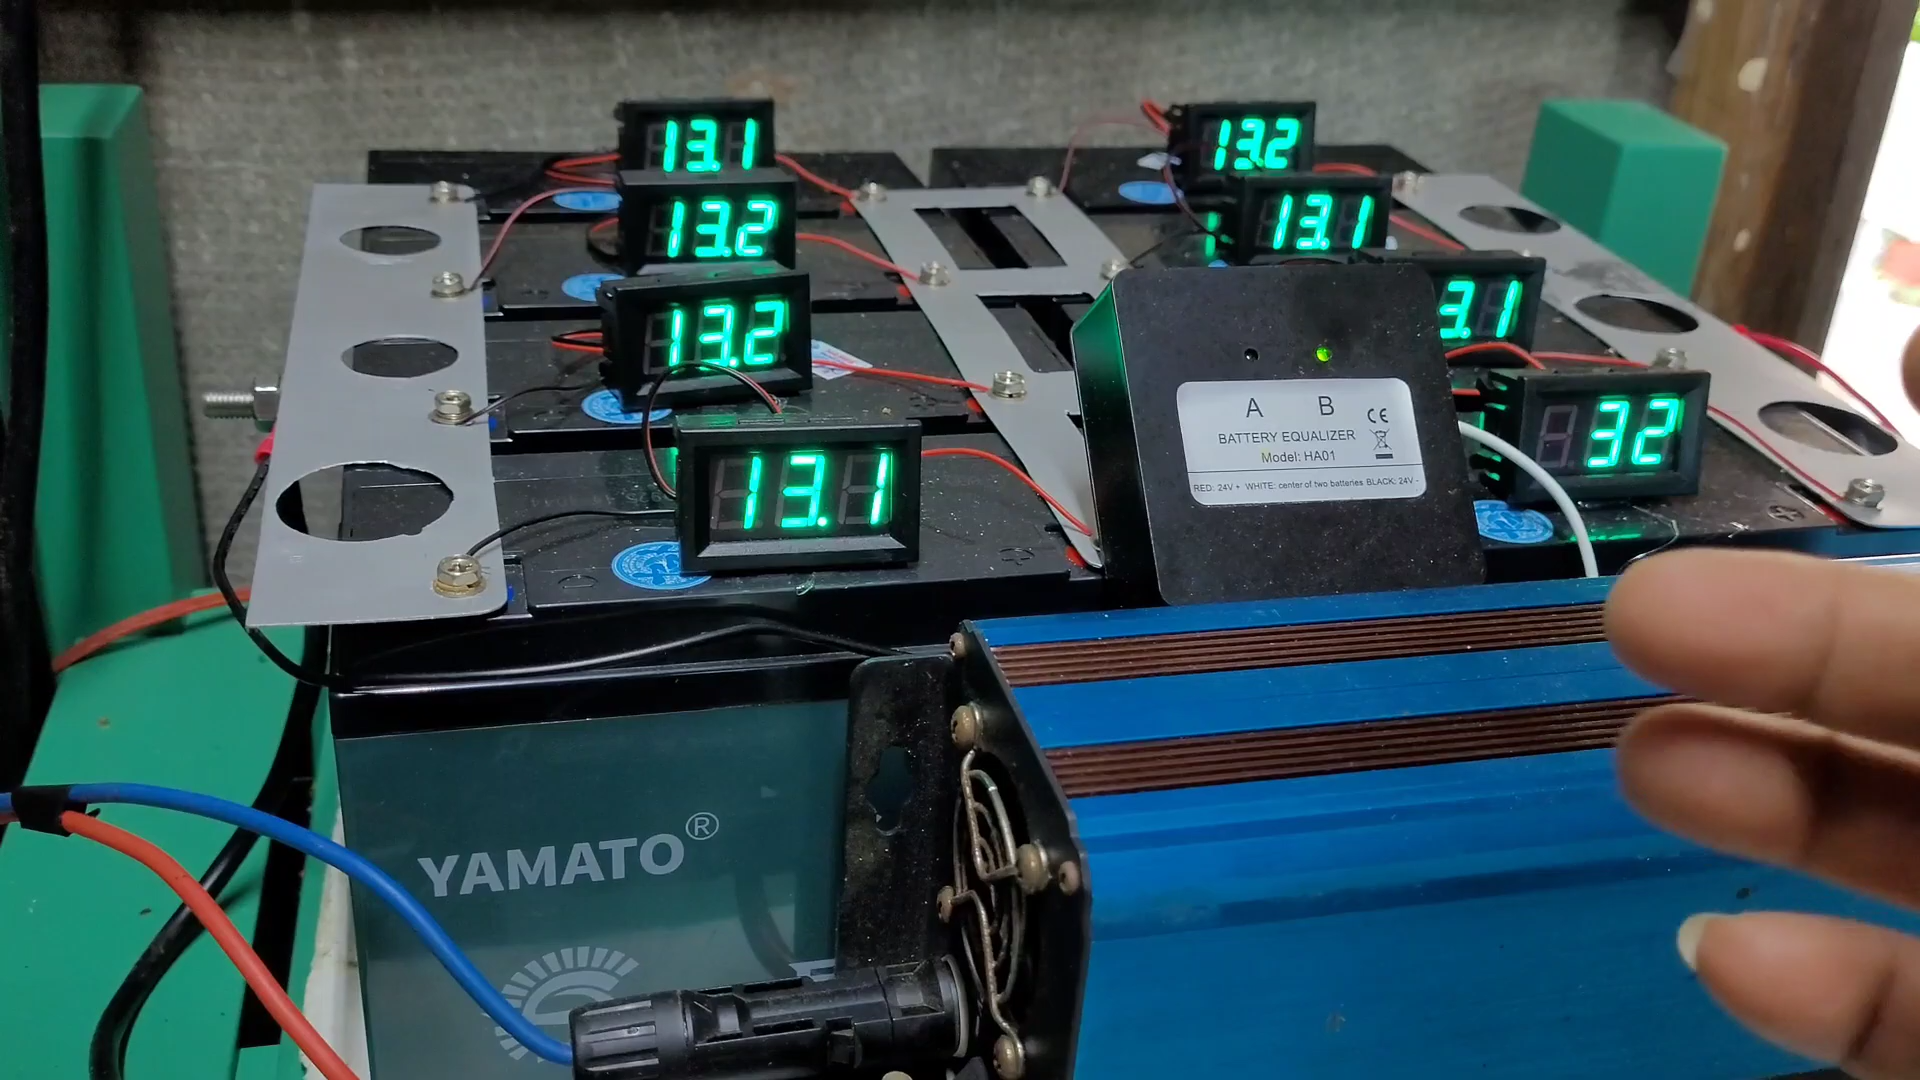 13.1
13.2
13.2
13.1
13.2
13.1
3.1
32
A B
CE
BATTERY EQUALIZER
Model: HA01
RED: 24V + WHITE: center of two batteries BLACK: 24V -
YAMATO®